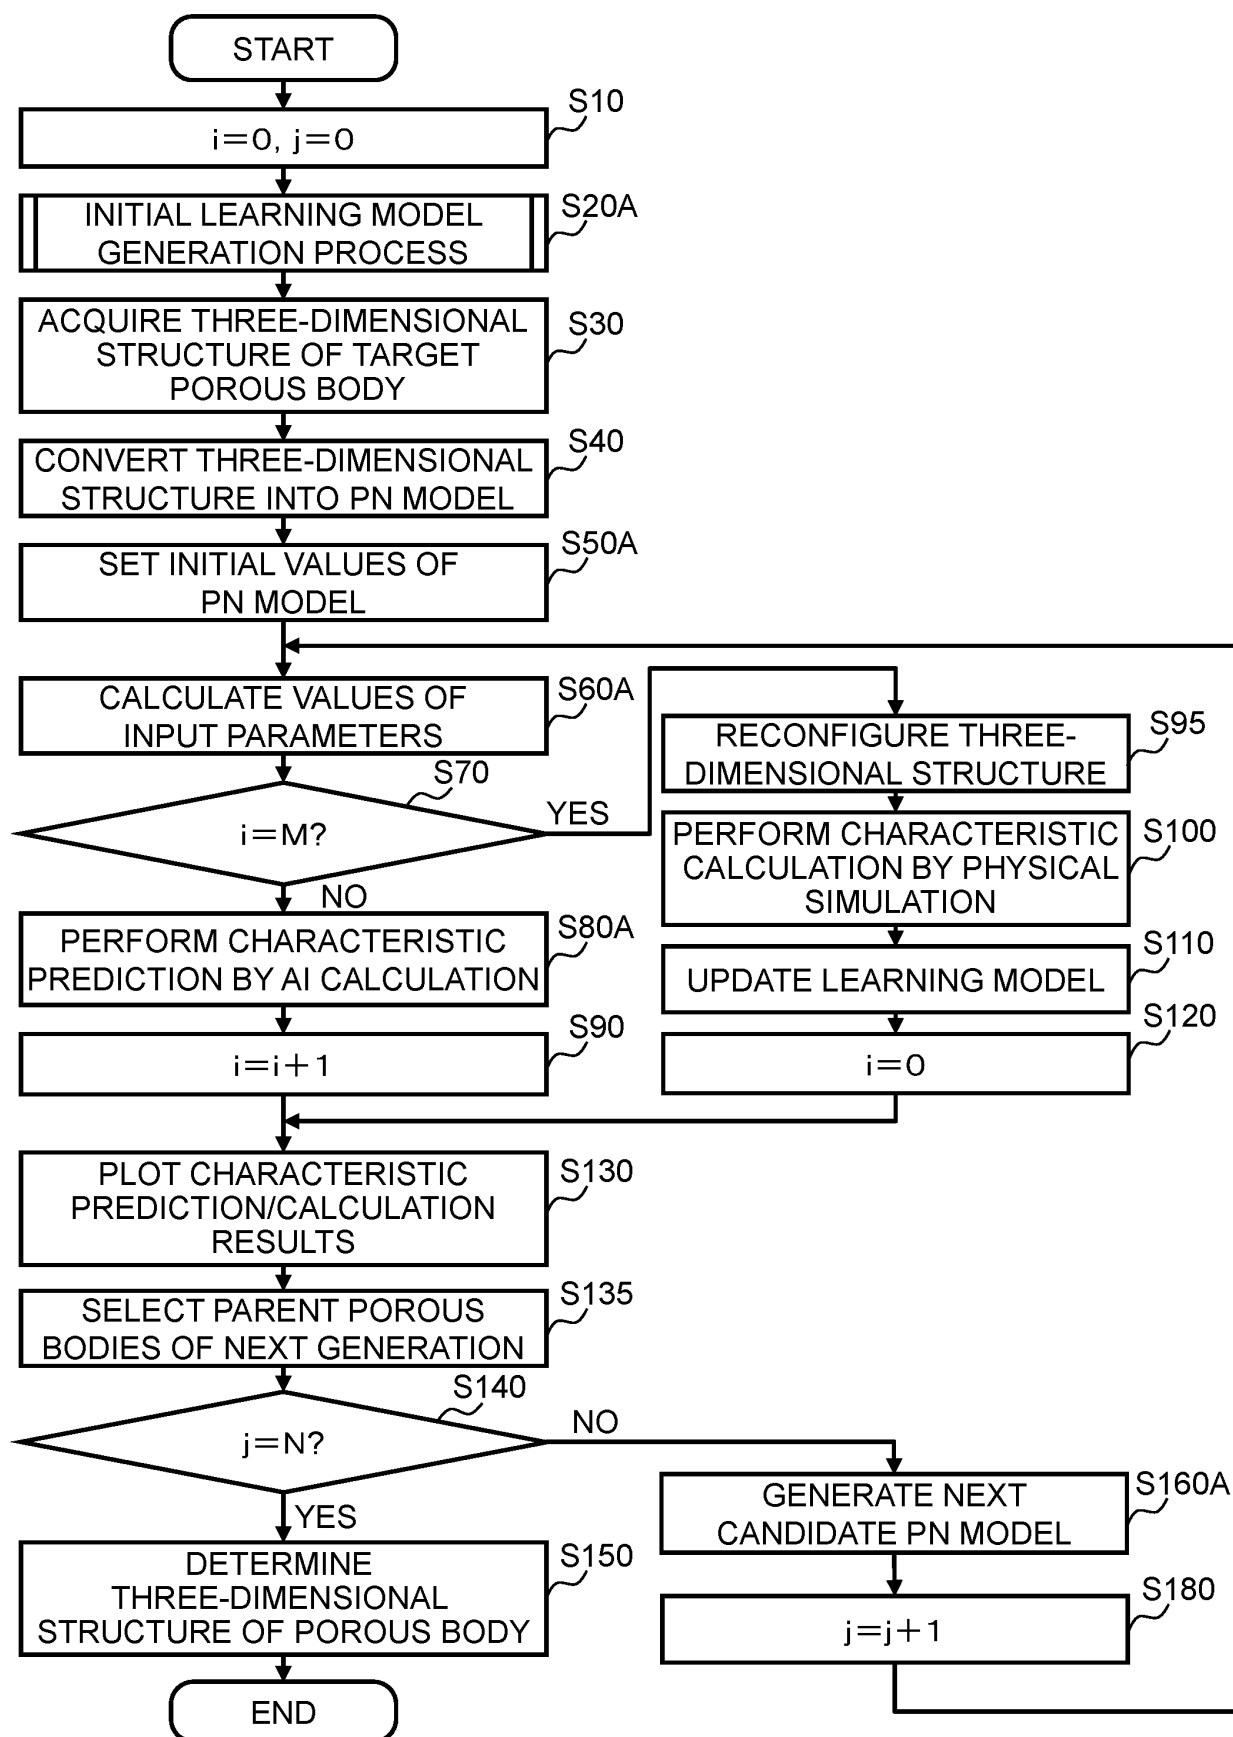 START
S10
i=0, j=0
S20A
INITIAL LEARNING MODEL
GENERATION PROCESS
S30
ACQUIRE THREE-DIMENSIONAL
STRUCTURE OF TARGET
POROUS BODY
S40
CONVERT THREE-DIMENSIONAL
STRUCTURE INTO PN MODEL
S50A
SET INITIAL VALUES OF
PN MODEL
S60A
CALCULATE VALUES OF
INPUT PARAMETERS
S70
i=M?
YES
NO
S80A
PERFORM CHARACTERISTIC
PREDICTION BY AI CALCULATION
S90
i=i+1
S95
RECONFIGURE THREE-
DIMENSIONAL STRUCTURE
S100
PERFORM CHARACTERISTIC
CALCULATION BY PHYSICAL
SIMULATION
S110
UPDATE LEARNING MODEL
S120
i=0
S130
PLOT CHARACTERISTIC
PREDICTION/CALCULATION
RESULTS
S135
SELECT PARENT POROUS
BODIES OF NEXT GENERATION
S140
j=N?
NO
YES
S150
DETERMINE
THREE-DIMENSIONAL
STRUCTURE OF POROUS BODY
S160A
GENERATE NEXT
CANDIDATE PN MODEL
S180
j=j+1
END